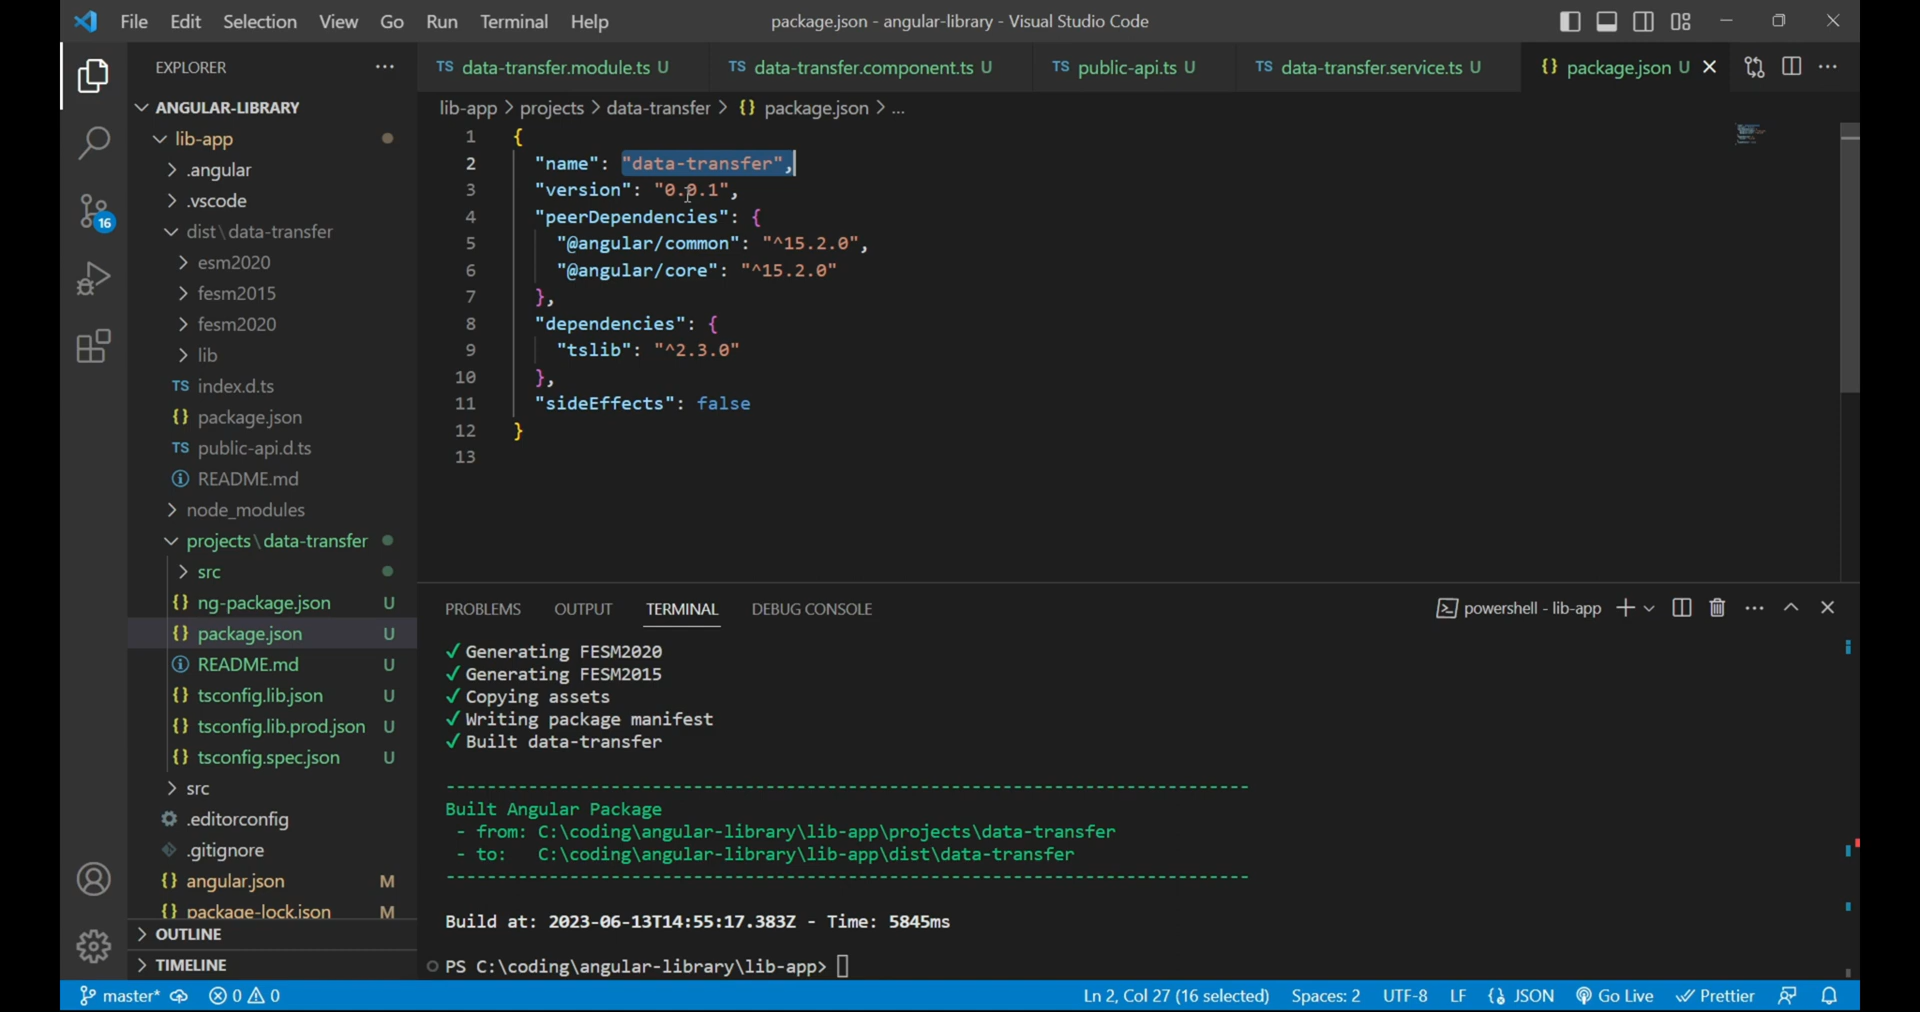 File Edit Selection View Go Run Terminal Help package.json - angular-library - Visual Studio Code
EXPLORER ...
ANGULAR-LIBRARY
lib-app
.angular
.vscode
dist\data-transfer
esm2020
fesm2015
fesm2020
lib
TS index.d.ts
{} package.json
TS public-api.d.ts
README.md
node_modules
projects\data-transfer
src
{} ng-package.json U
{} package.json U
README.md U
{} tsconfig.lib.json U
{} tsconfig.lib.prod.json U
{} tsconfig.spec.json U
src
.editorconfig
.gitignore
{} angular.json M
{} package-lock.json M
OUTLINE
TIMELINE
16
TS data-transfer.module.ts U TS data-transfer.component.ts U TS public-api.ts U TS data-transfer.service.ts U {} package.json U
lib-app > projects > data-transfer > {} package.json > ...
1 {
2 "name": "data-transfer",
3 "version": "0.0.1",
4 "peerDependencies": {
5 "@angular/common": "^15.2.0",
6 "@angular/core": "^15.2.0"
7 },
8 "dependencies": {
9 "tslib": "^2.3.0"
10 },
11 "sideEffects": false
12 }
13
PROBLEMS OUTPUT TERMINAL DEBUG CONSOLE powershell - lib-app
✓ Generating FESM2020
✓ Generating FESM2015
✓ Copying assets
✓ Writing package manifest
✓ Built data-transfer
------------------------------------------------------------------------------
Built Angular Package
- from: C:\coding\angular-library\lib-app\projects\data-transfer
- to: C:\coding\angular-library\lib-app\dist\data-transfer
------------------------------------------------------------------------------
Build at: 2023-06-13T14:55:17.383Z - Time: 5845ms
PS C:\coding\angular-library\lib-app>
master* 0 0 Ln 2, Col 27 (16 selected) Spaces: 2 UTF-8 LF {} JSON Go Live Prettier